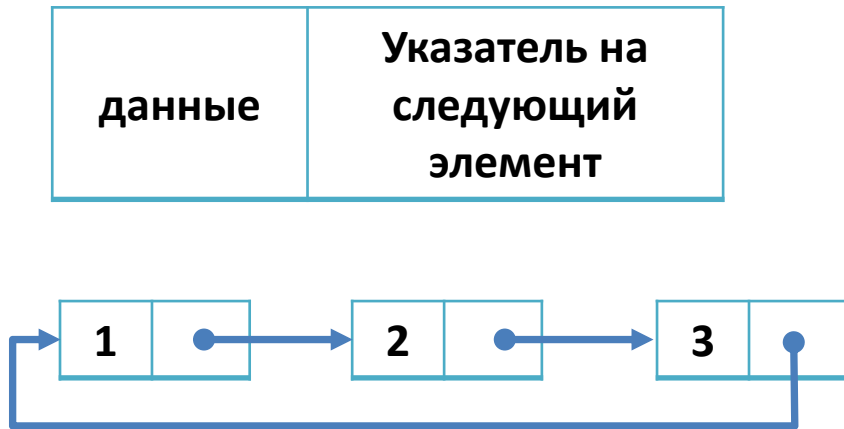 данные
Указатель на
следующий
элемент
1 2 3